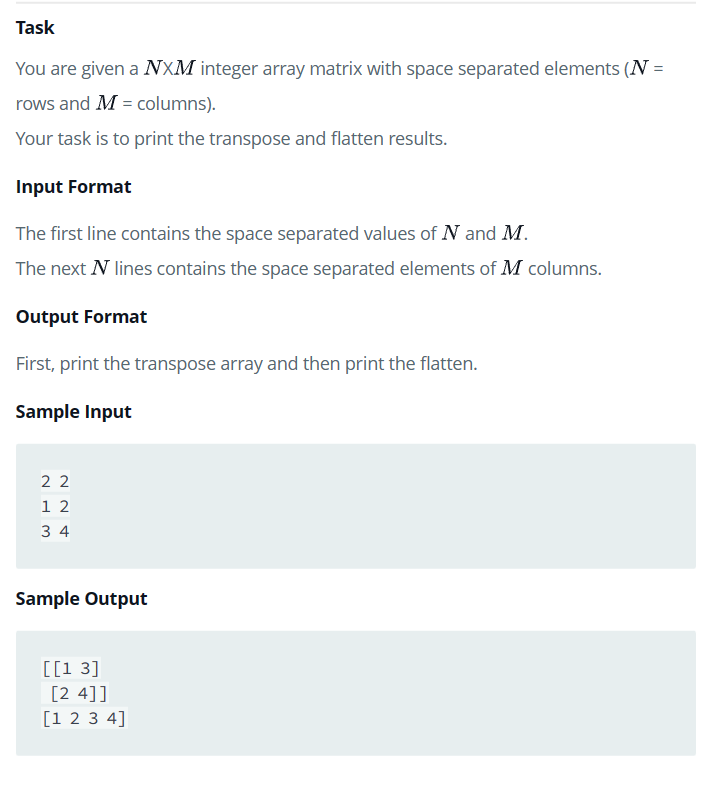 Task
You are given a NXM integer array matrix with space separated elements (N =
rows and M = columns).
Your task is to print the transpose and flatten results.
Input Format
The first line contains the space separated values of N and M.
The next N lines contains the space separated elements of M columns.
Output Format
First, print the transpose array and then print the flatten.
Sample Input
2 2
1 2
3 4
Sample Output
[[1 3]
 [2 4]]
[1 2 3 4]